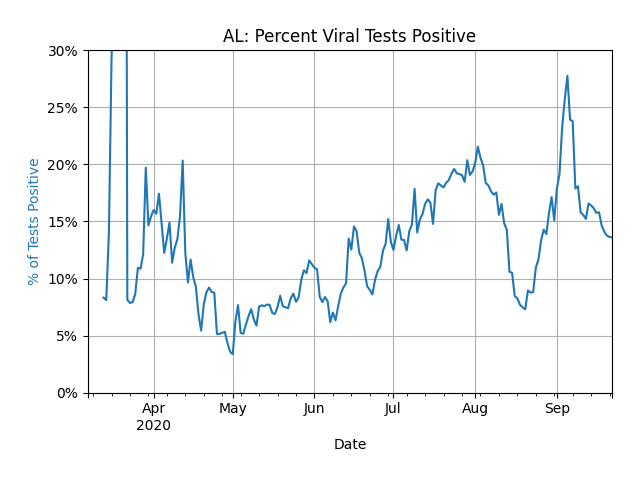 AL: Percent Viral Tests Positive
% of Tests Positive
30%
25%
20%
15%
10%
5%
0%
Apr
2020
May
Jun
Jul
Aug
Sep
Date